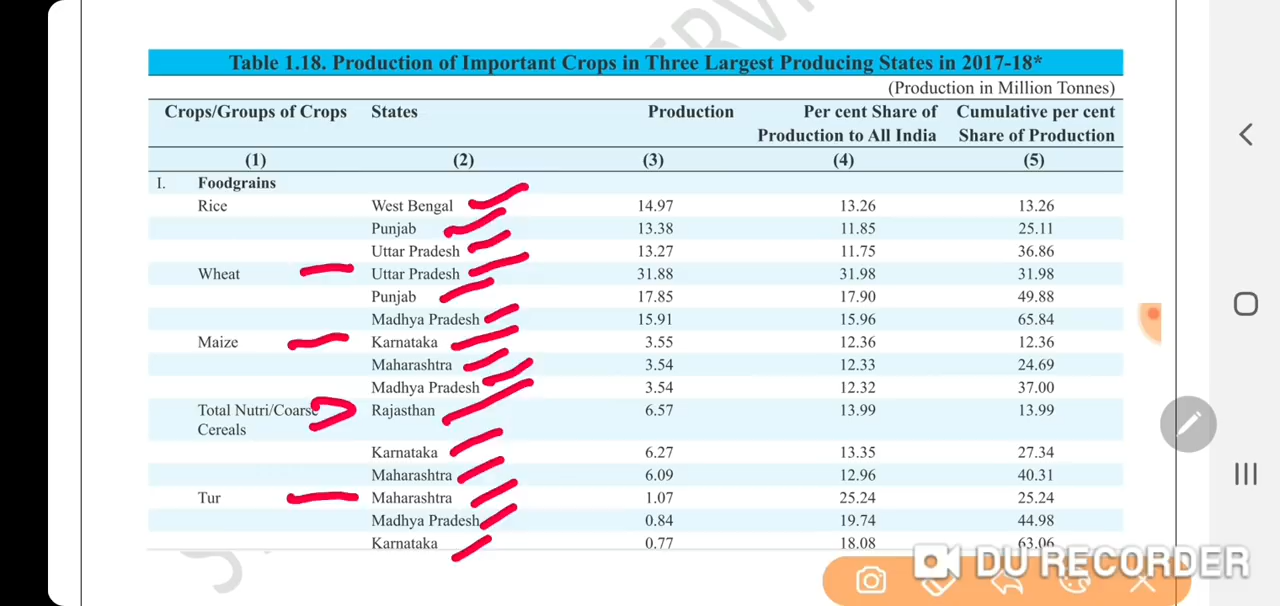 Table 1.18. Production of Important Crops in Three Largest Producing States in 2017-18*
(Production in Million Tonnes)
Crops/Groups of Crops States Production Per cent Share of Production to All India Cumulative per cent Share of Production
(1) (2) (3) (4) (5)
I. Foodgrains
Rice West Bengal 14.97 13.26 13.26
Punjab 13.38 11.85 25.11
Uttar Pradesh 13.27 11.75 36.86
Wheat Uttar Pradesh 31.88 31.98 31.98
Punjab 17.85 17.90 49.88
Madhya Pradesh 15.91 15.96 65.84
Maize Karnataka 3.55 12.36 12.36
Maharashtra 3.54 12.33 24.69
Madhya Pradesh 3.54 12.32 37.00
Total Nutri/Coarse Cereals Rajasthan 6.57 13.99 13.99
Karnataka 6.27 13.35 27.34
Maharashtra 6.09 12.96 40.31
Tur Maharashtra 1.07 25.24 25.24
Madhya Pradesh 0.84 19.74 44.98
Karnataka 0.77 18.08 63.06
DU RECORDER